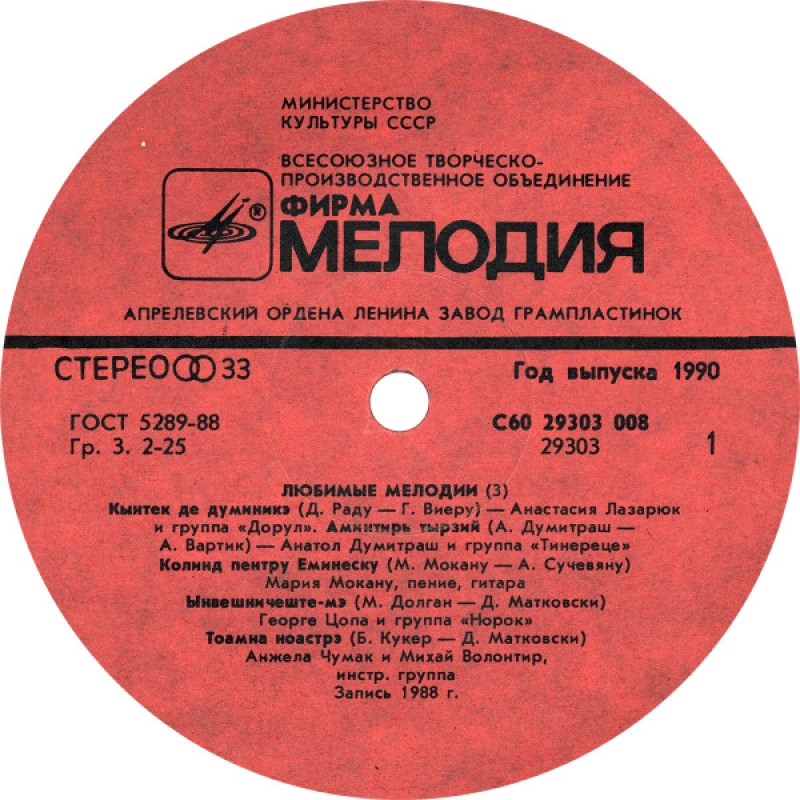 МИНИСТЕРСТВО
КУЛЬТУРЫ СССР
ВСЕСОЮЗНОЕ ТВОРЧЕСКО-
ПРОИЗВОДСТВЕННОЕ ОБЪЕДИНЕНИЕ
®
ФИРМА
МЕЛОДИЯ
АПРЕЛЕВСКИЙ ОРДЕНА ЛЕНИНА ЗАВОД ГРАМПЛАСТИНОК
СТЕРЕО 33
Год выпуска 1990
ГОСТ 5289-88
Гр. 3. 2-25
С60 29303 008
29303
1
ЛЮБИМЫЕ МЕЛОДИИ (3)
Кынтек де думиникэ (Д. Раду — Г. Виеру) — Анастасия Лазарюк
и группа «Дорул». Аминтирь тырзий (А. Думитраш —
А. Вартик) — Анатол Думитраш и группа «Тинереце»
Колинд пентру Еминеску (М. Мокану — А. Сучевяну)
Мария Мокану, пение, гитара
Ынвешничеште-мэ (М. Долган — Д. Матковски)
Георге Цопа и группа «Норок»
Тоамна ноастрэ (Б. Кукер — Д. Матковски)
Анжела Чумак и Михай Волонтир,
инстр. группа
Запись 1988 г.